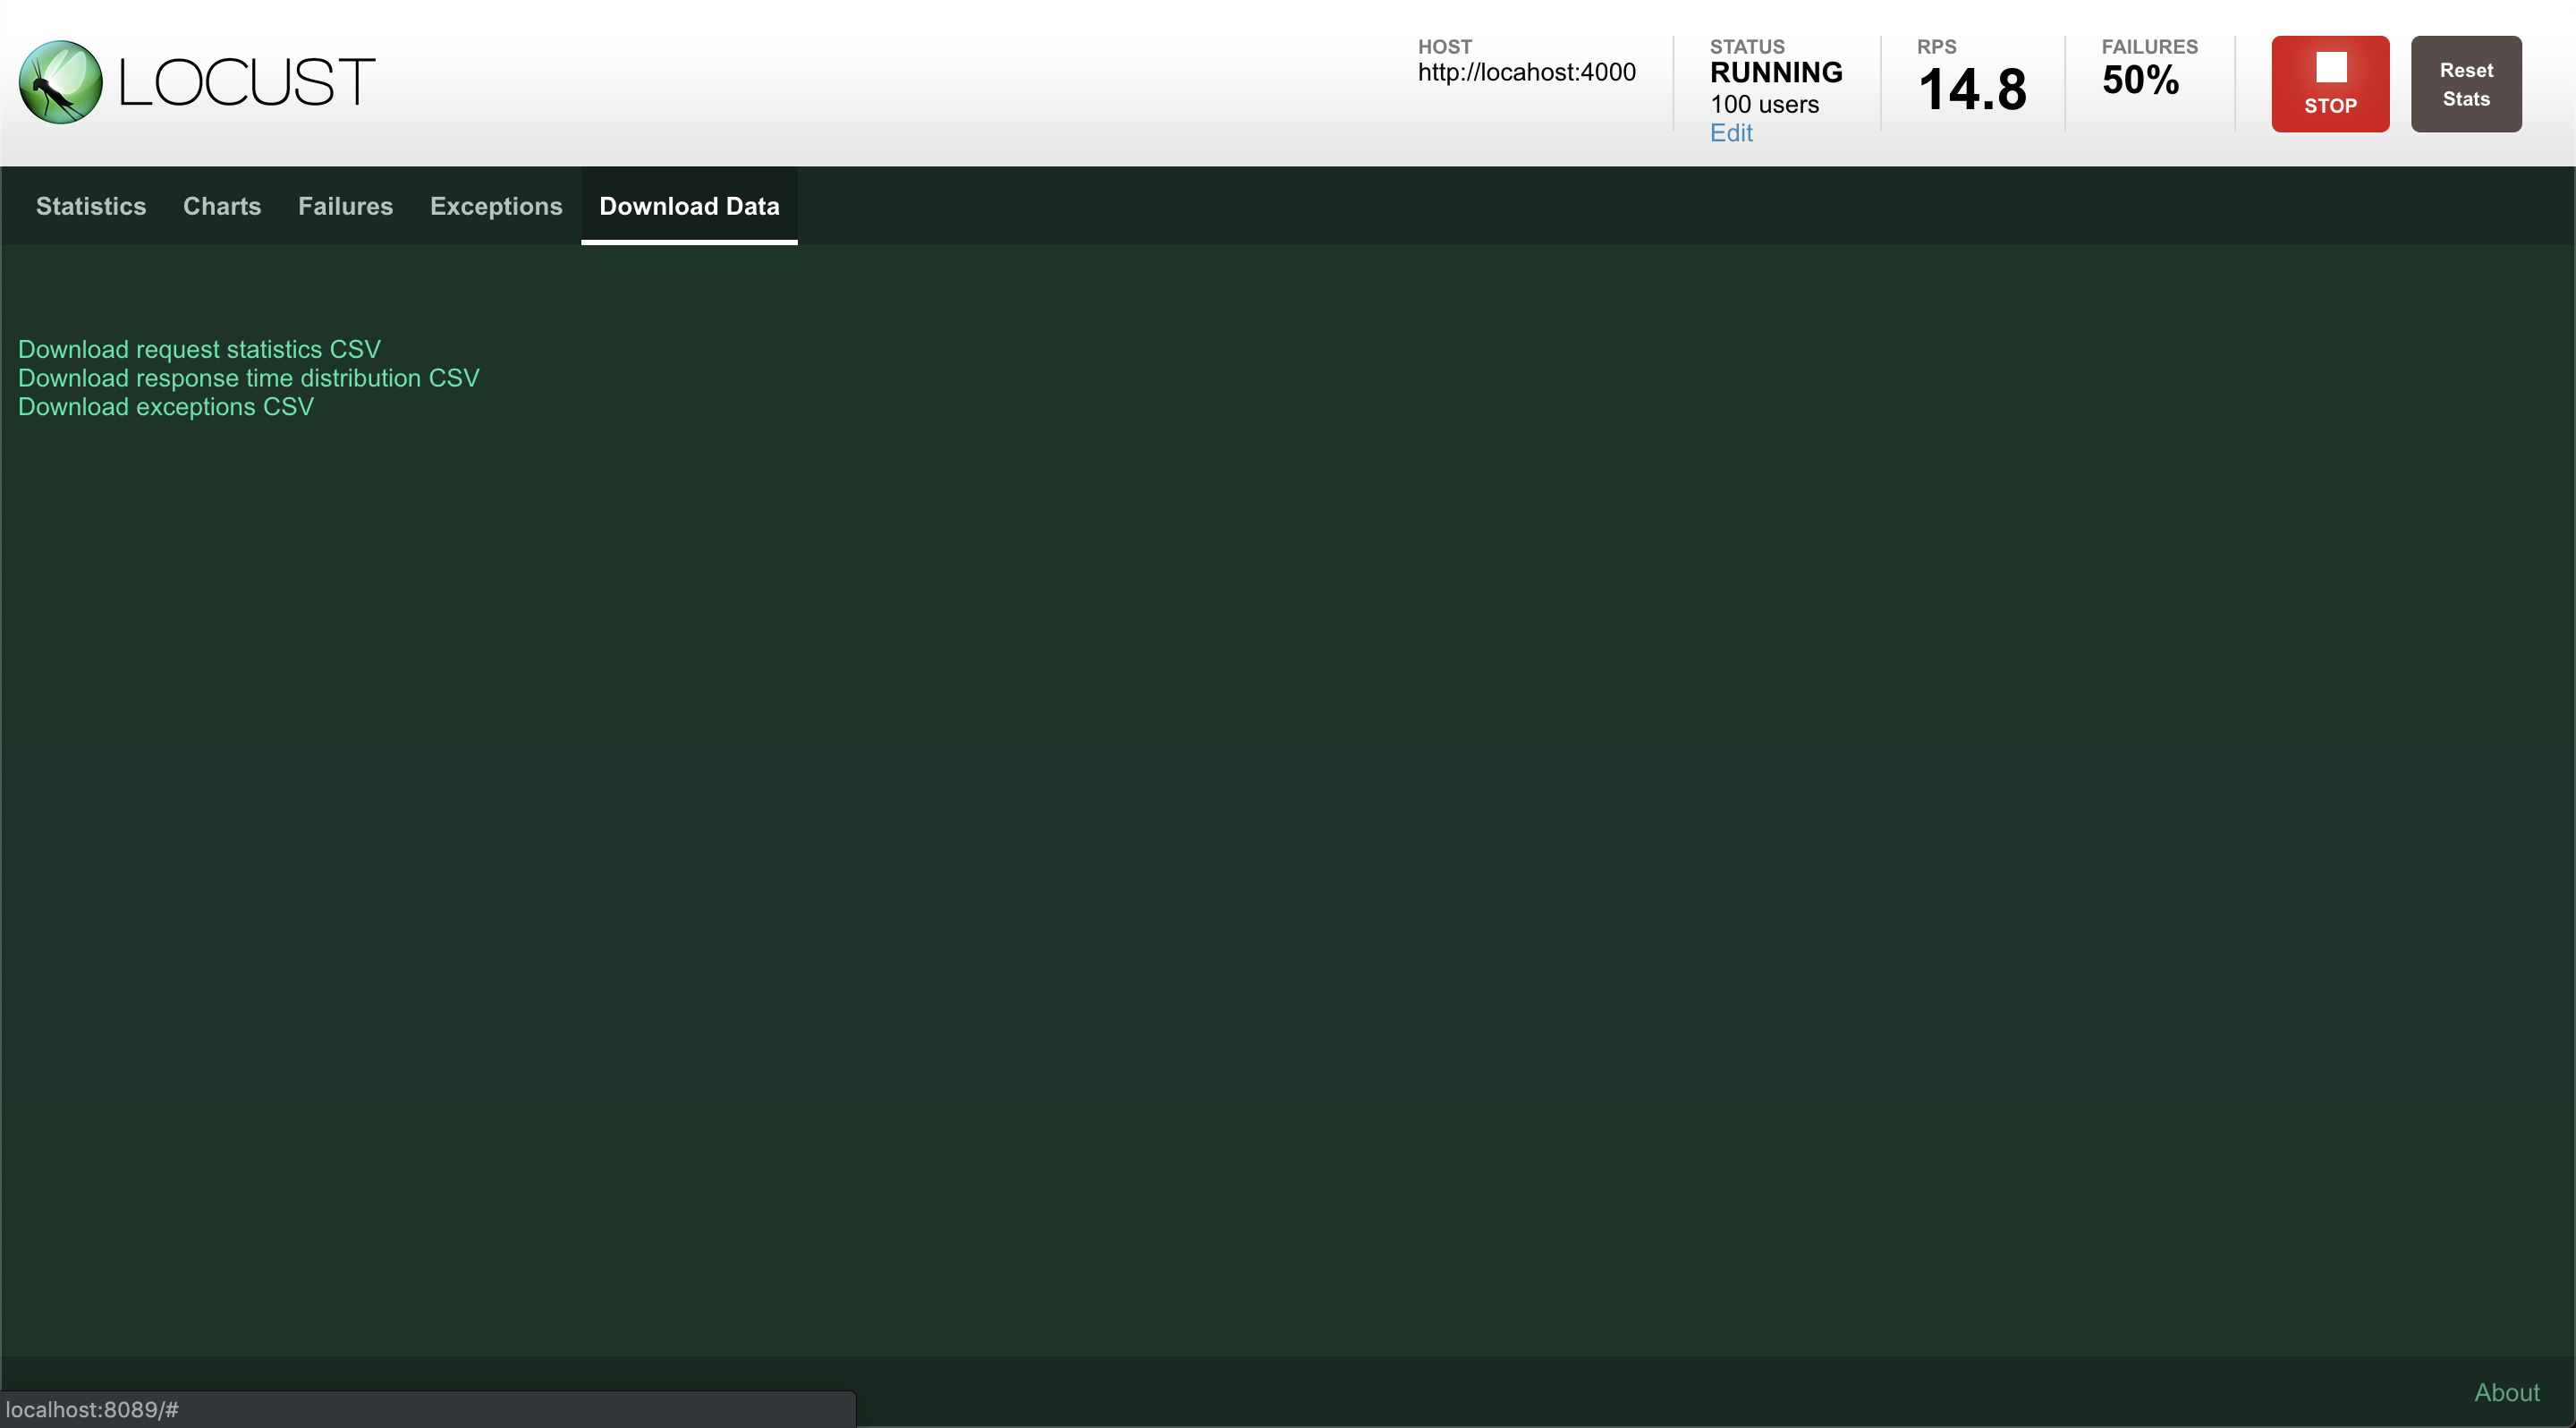 LOCUST
HOST
http://locahost:4000
STATUS
RUNNING
100 users
Edit
RPS
14.8
FAILURES
50%
STOP
Reset
Stats
Statistics Charts Failures Exceptions Download Data
Download request statistics CSV
Download response time distribution CSV
Download exceptions CSV
About
localhost:8089/#